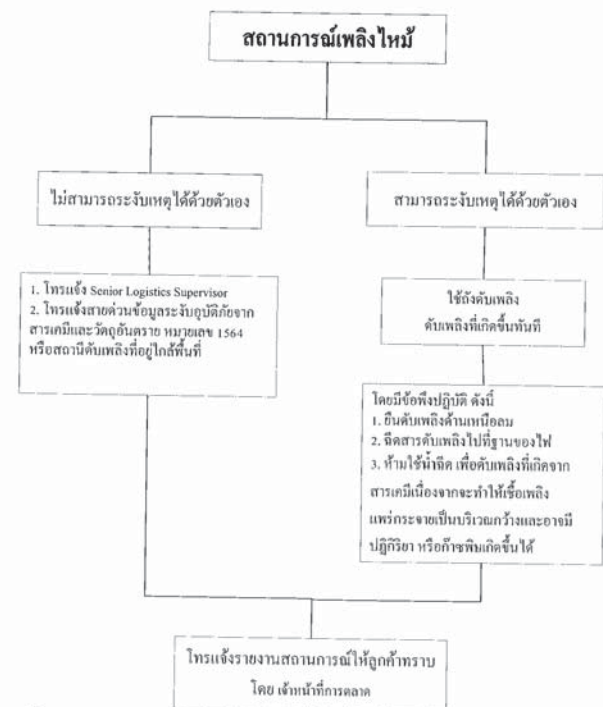 สถานการณ์เพลิงไหม้
ไม่สามารถระงับเหตุได้ด้วยตัวเอง
สามารถระงับเหตุได้ด้วยตัวเอง
1. โทรแจ้ง Senior Logistics Supervisor
2. โทรแจ้งสายด่วนข้อมูลระงับอุบัติภัยจาก
สารเคมีและวัตถุอันตราย หมายเลข 1564
หรือสถานีดับเพลิงที่อยู่ใกล้พื้นที่
ใช้ถังดับเพลิง
ดับเพลิงที่เกิดขึ้นทันที
โดยมีข้อพึงปฏิบัติ ดังนี้
1. ยืนดับเพลิงด้านเหนือลม
2. ฉีดสารดับเพลิงไปที่ฐานของไฟ
3. ห้ามใช้น้ำฉีด เพื่อดับเพลิงที่เกิดจาก
สารเคมีเนื่องจากจะทำให้เชื้อเพลิง
แพร่กระจายเป็นบริเวณกว้างและอาจมี
ปฏิกิริยา หรือก๊าซพิษเกิดขึ้นได้
โทรแจ้งรายงานสถานการณ์ให้ลูกค้าทราบ
โดย เจ้าหน้าที่การตลาด